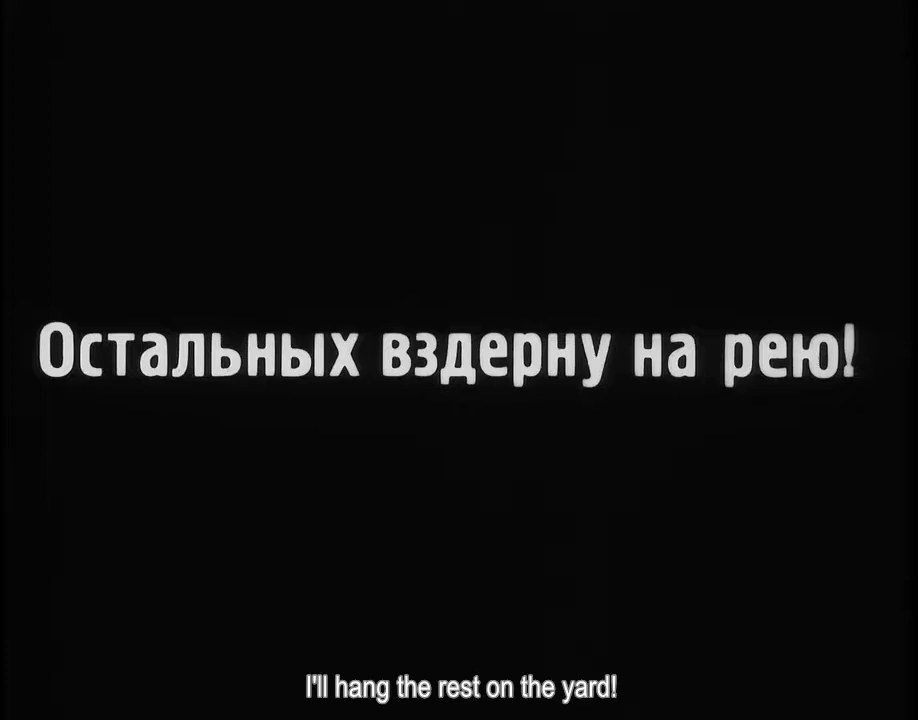 Остальных вздерну на рею!
I'll hang the rest on the yard!